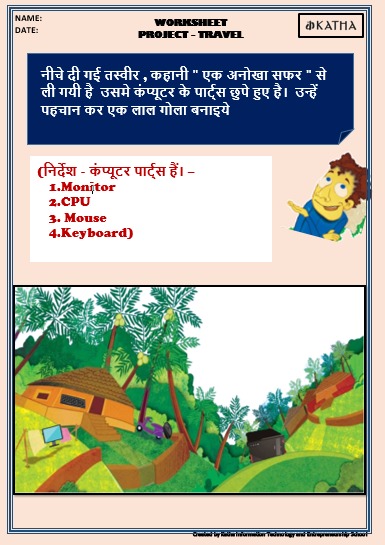 NAME:
DATE:
WORKSHEET
PROJECT - TRAVEL
KATHA
नीचे दी गई तस्वीर , कहानी " एक अनोखा सफर " से
ली गयी है उसमे कंप्यूटर के पार्ट्स छुपे हुए है। उन्हें
पहचान कर एक लाल गोला बनाइये
(निर्देश - कंप्यूटर पार्ट्स हैं। –
1.Monitor
2.CPU
3. Mouse
4.Keyboard)
Created by Katha Information Technology and Entrepreneurship School